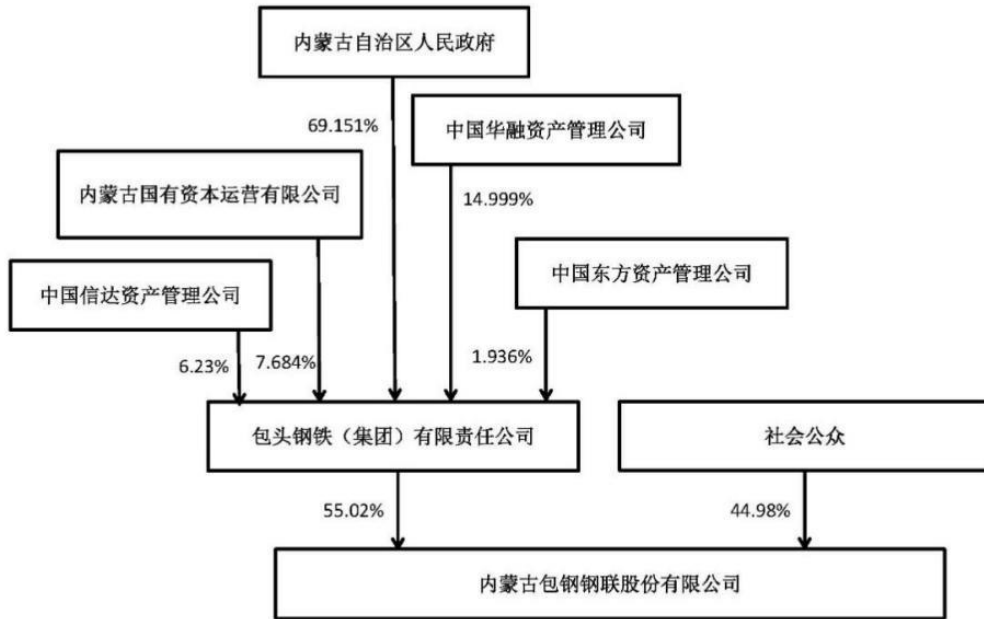 内蒙古自治区人民政府
69.151%
中国华融资产管理公司
内蒙古国有资本运营有限公司
14.999%
中国东方资产管理公司
中国信达资产管理公司
6.23%
7.684%
1.936%
包头钢铁（集团）有限责任公司
社会公众
55.02%
44.98%
内蒙古包钢钢联股份有限公司